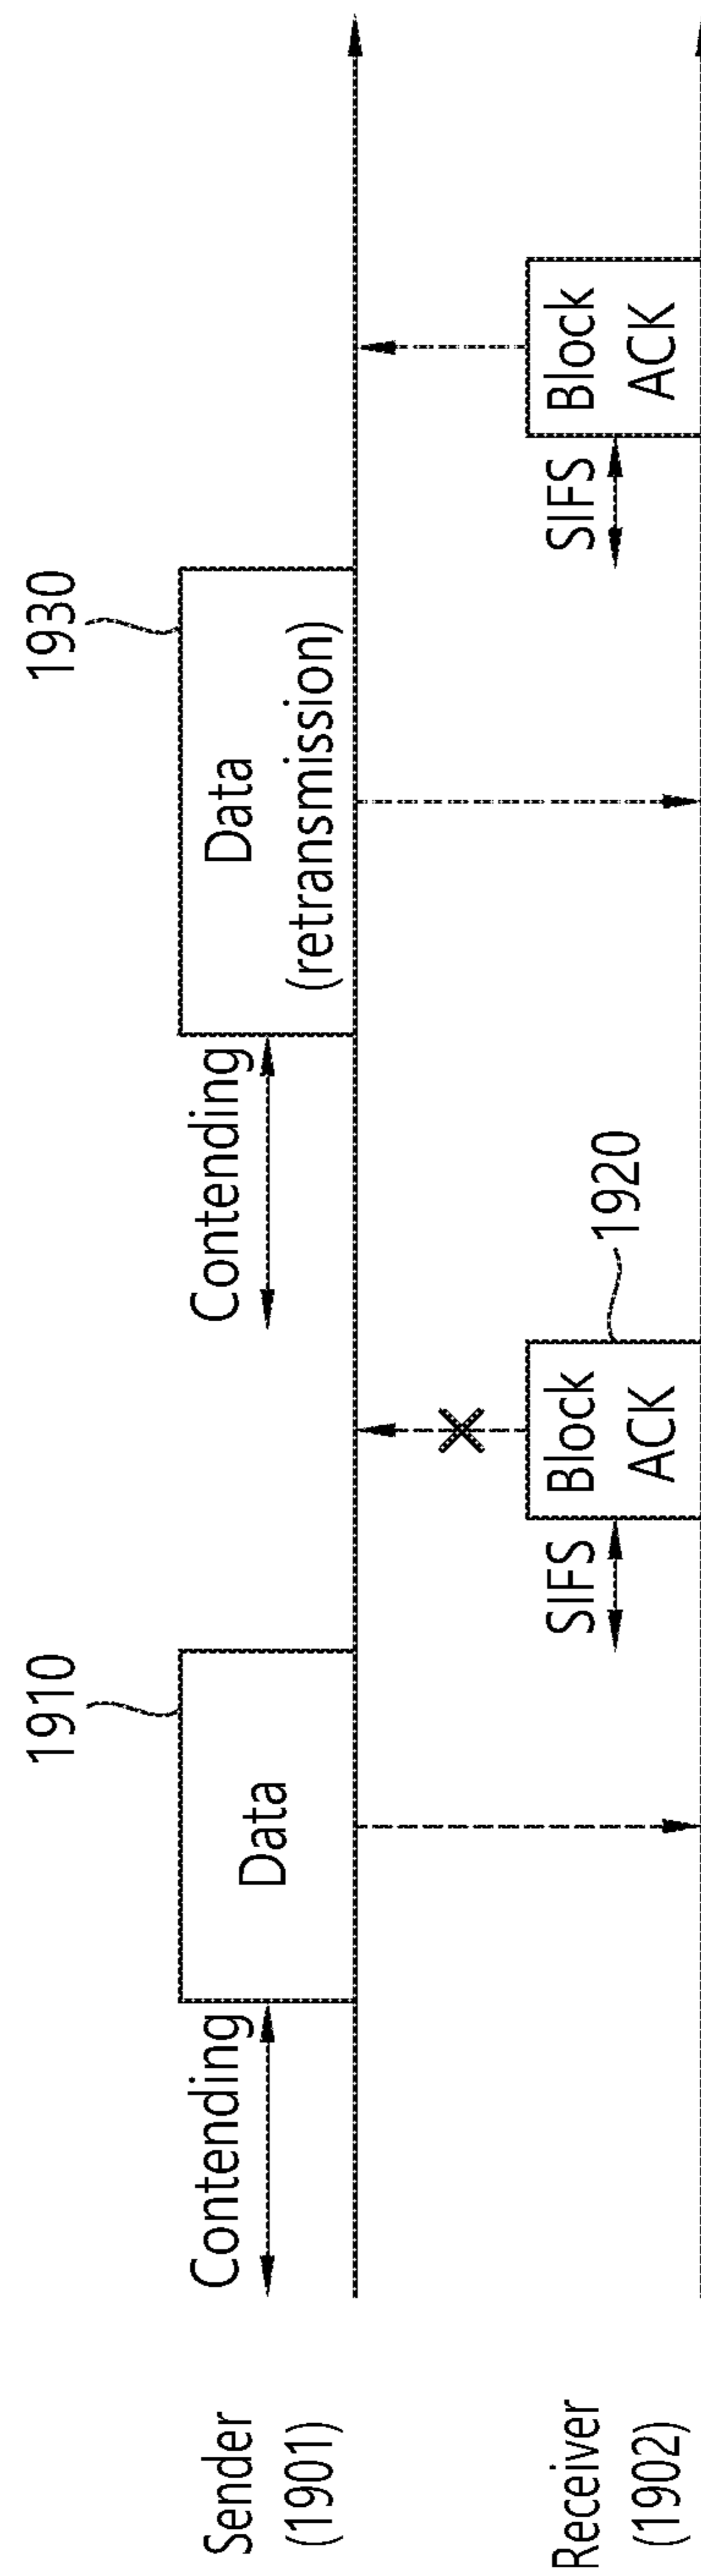 1910
1930
Sender
(1901)
Contending
Data
Contending
Data
(retransmission)
Receiver
(1902)
SIFS
Block
ACK
1920
SIFS
Block
ACK